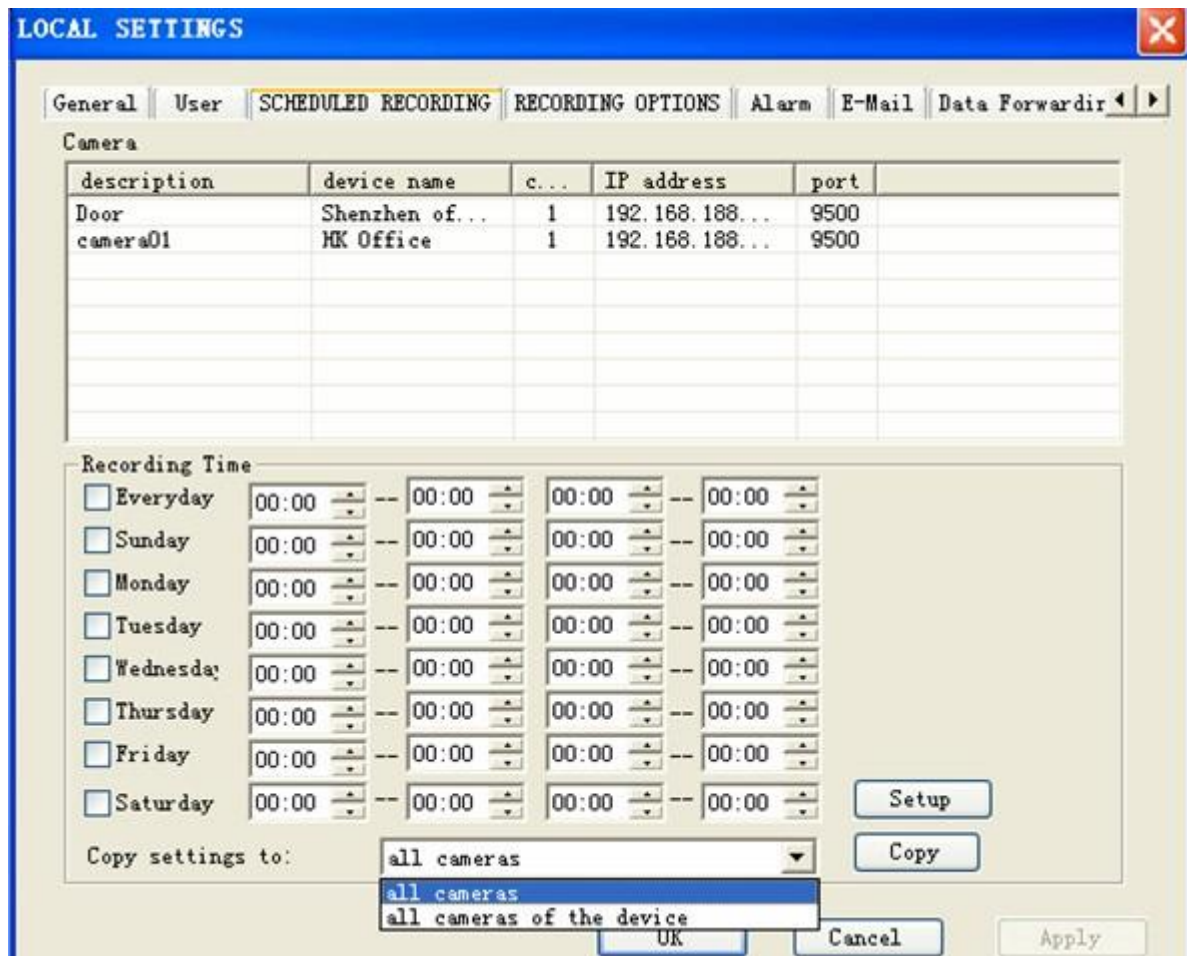 LOCAL SETTINGS
General User SCHEDULED RECORDING RECORDING OPTIONS Alarm E-Mail Data Forwardir
Camera
description device name c... IP address port
Door Shenzhen of... 1 192.168.188... 9500
camera01 HK Office 1 192.168.188... 9500
Recording Time
Everyday 00:00 -- 00:00 00:00 -- 00:00
Sunday 00:00 -- 00:00 00:00 -- 00:00
Monday 00:00 -- 00:00 00:00 -- 00:00
Tuesday 00:00 -- 00:00 00:00 -- 00:00
Wednesday 00:00 -- 00:00 00:00 -- 00:00
Thursday 00:00 -- 00:00 00:00 -- 00:00
Friday 00:00 -- 00:00 00:00 -- 00:00
Saturday 00:00 -- 00:00 00:00 -- 00:00 Setup
Copy settings to: all cameras Copy
all cameras
all cameras of the device
OK Cancel Apply